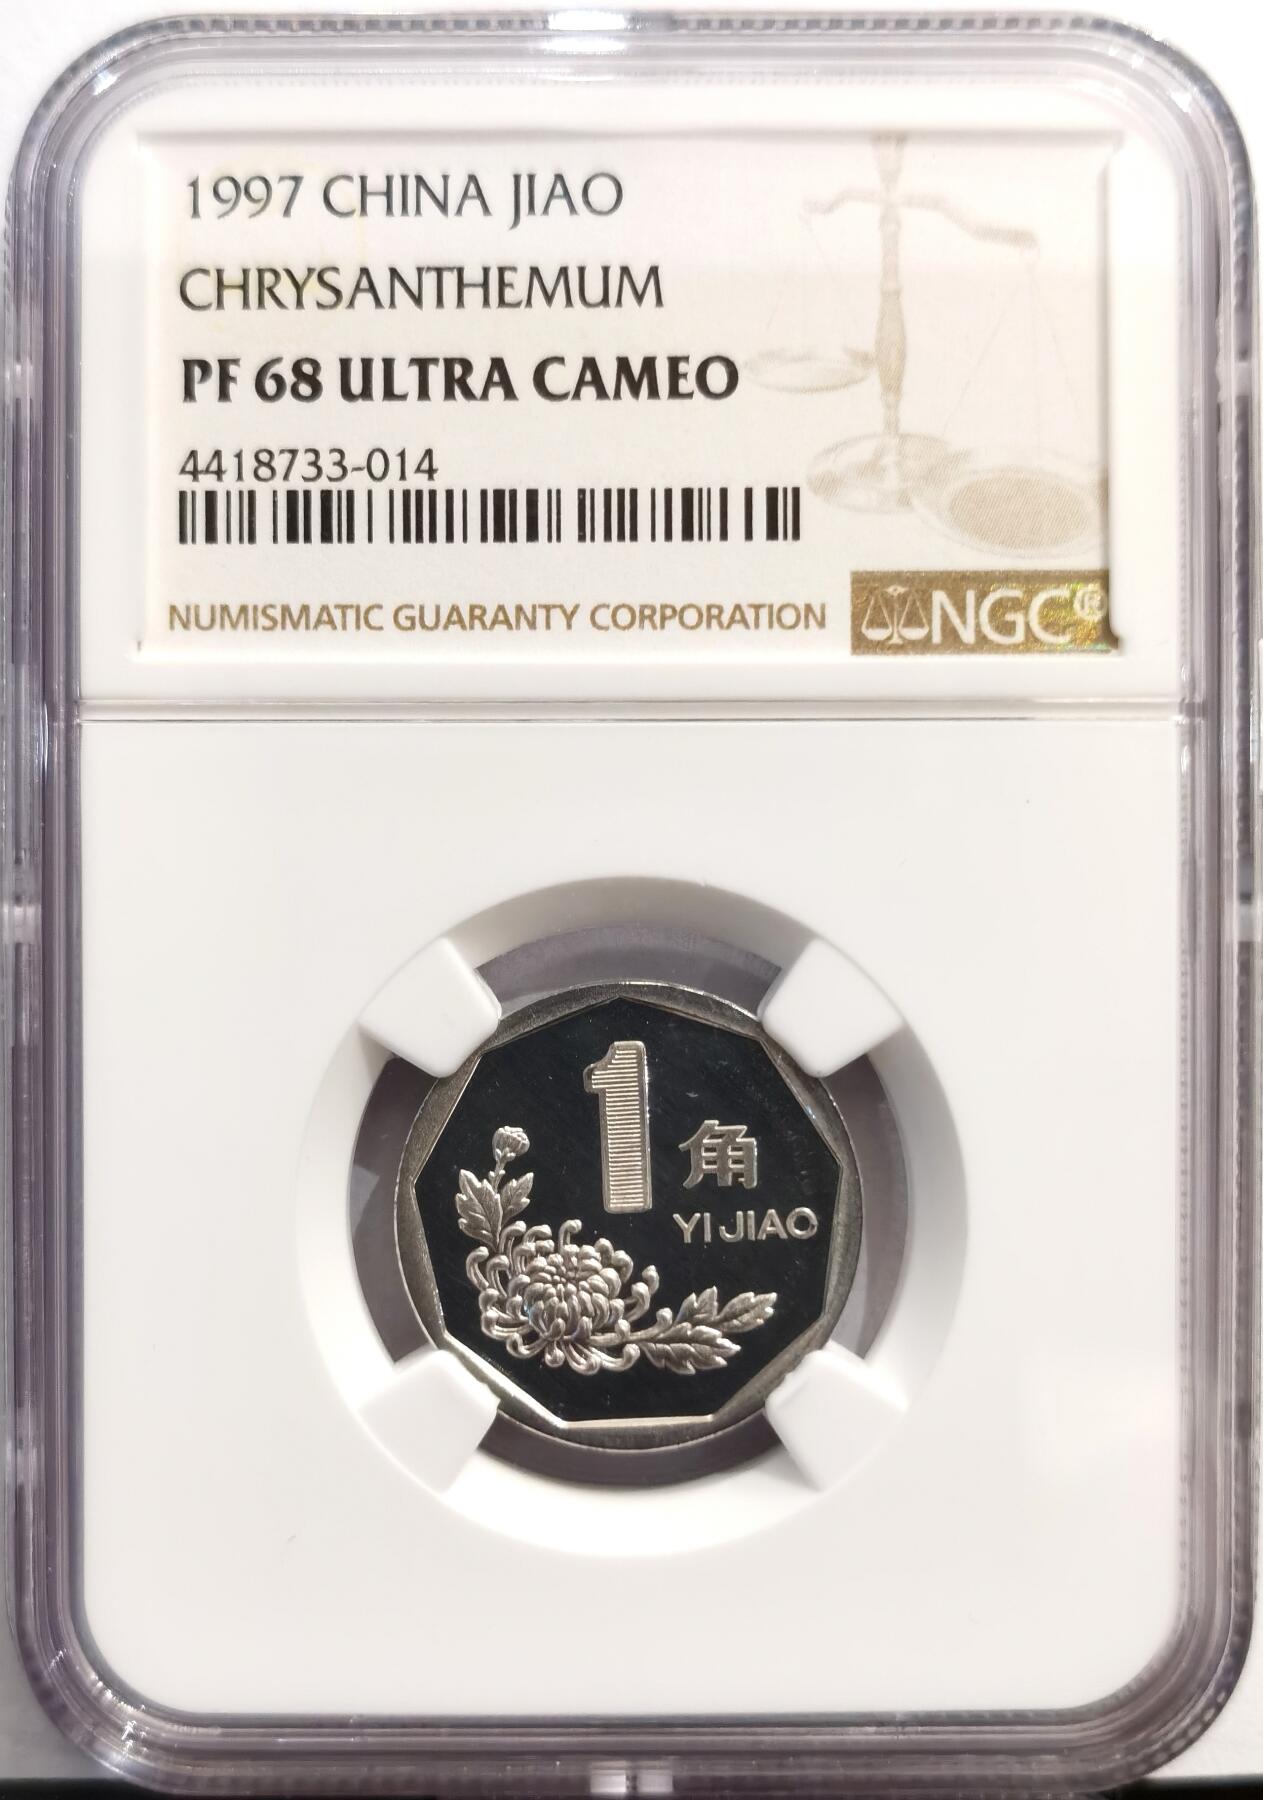 1997 CHINA JIAO
CHRYSANTHEMUM
PF 68 ULTRA CAMEO
4418733-014
NUMISMATIC GUARANTY CORPORATION
NGC®
1
角
YI JIAO